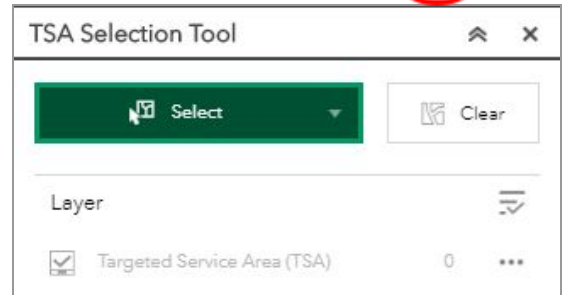 TSA Selection Tool
Select Clear
Layer
Targeted Service Area (TSA) 0